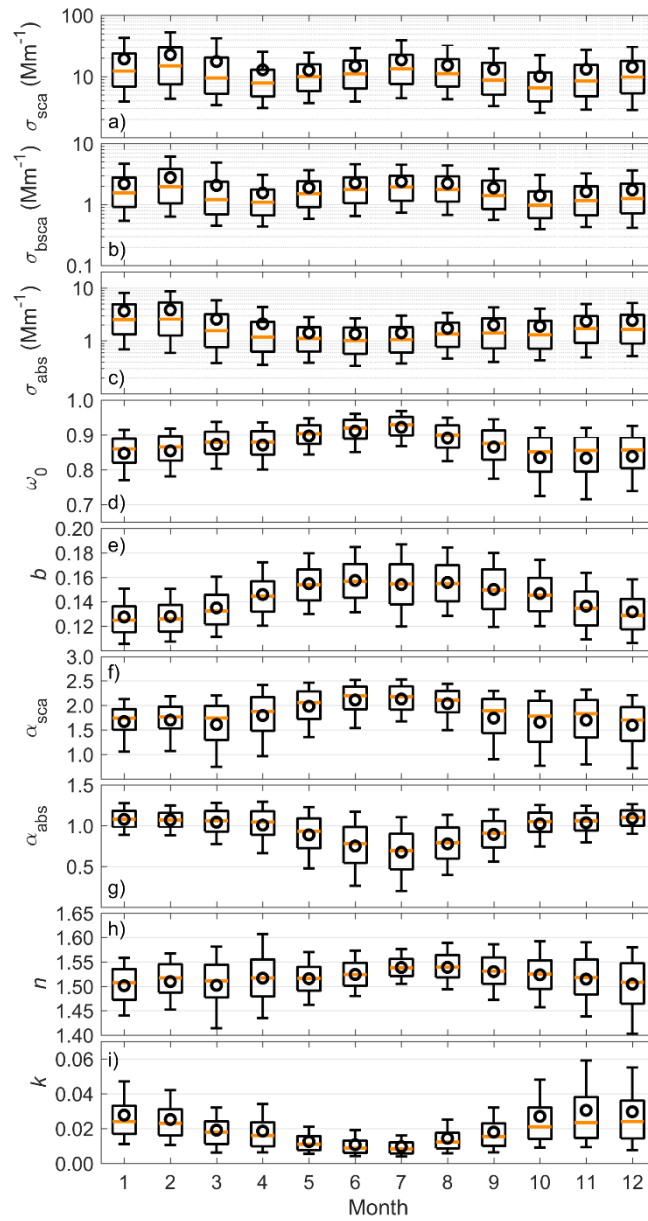 100
10
σsca (Mm⁻¹)
a)
10
1
0.1
σbsca (Mm⁻¹)
b)
10
1
σabs (Mm⁻¹)
c)
1.0
0.9
0.8
0.7
ω0
d)
0.20
0.18
0.16
0.14
0.12
b
e)
3.0
2.5
2.0
1.5
1.0
αsca
f)
1.5
1.0
0.5
αabs
g)
1.65
1.60
1.55
1.50
1.45
1.40
n
h)
0.06
0.04
0.02
0.00
k
i)
1 2 3 4 5 6 7 8 9 10 11 12
Month